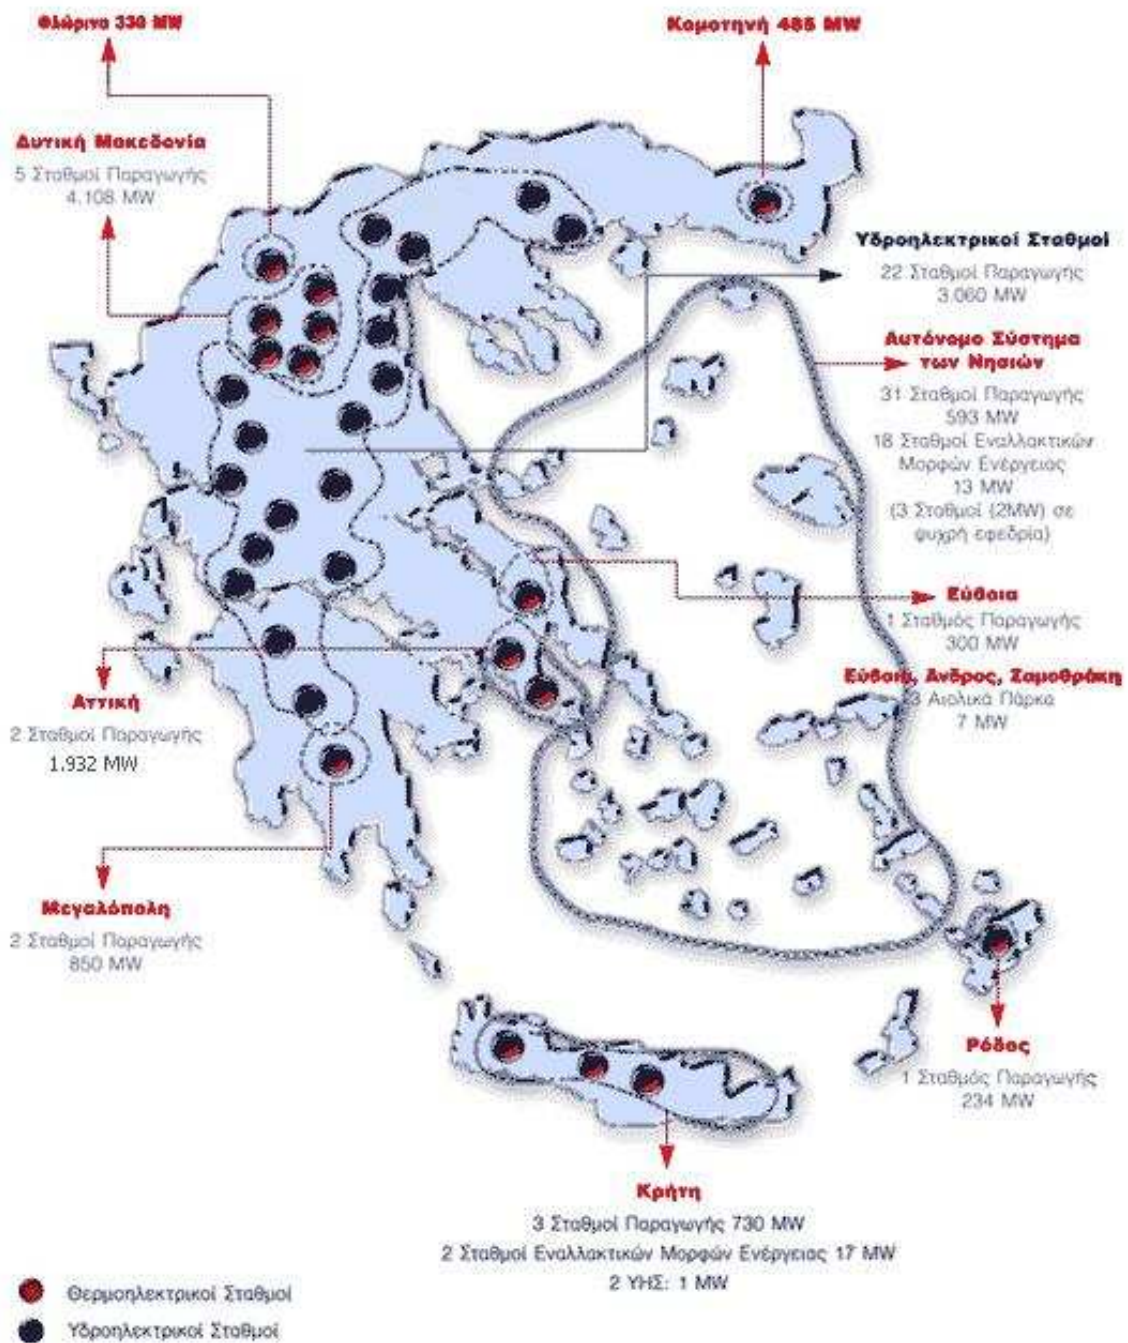 Φλώρινα 330 MW
Κομοτηνή 485 MW
Δυτική Μακεδονία
5 Σταθμοί Παραγωγής
4.108 MW
Υδροηλεκτρικοί Σταθμοί
22 Σταθμοί Παραγωγής
3.060 MW
Αυτόνομο Σύστημα
των Νησιών
31 Σταθμοί Παραγωγής
593 MW
18 Σταθμοί Εναλλακτικών
Μορφών Ενέργειας
13 MW
(3 Σταθμοί (2MW) σε
ψυχρή εφεδρία)
Εύβοια
1 Σταθμός Παραγωγής
300 MW
Εύβοια, Ανδρος, Σαμοθράκη
3 Αιολικά Πάρκα
7 MW
Αττική
2 Σταθμοί Παραγωγής
1.932 MW
Μεγαλόπολη
2 Σταθμοί Παραγωγής
850 MW
Ρόδος
1 Σταθμός Παραγωγής
234 MW
Κρήτη
3 Σταθμοί Παραγωγής 730 MW
2 Σταθμοί Εναλλακτικών Μορφών Ενέργειας 17 MW
2 ΥΗΣ: 1 MW
Θερμοηλεκτρικοί Σταθμοί
Υδροηλεκτρικοί Σταθμοί